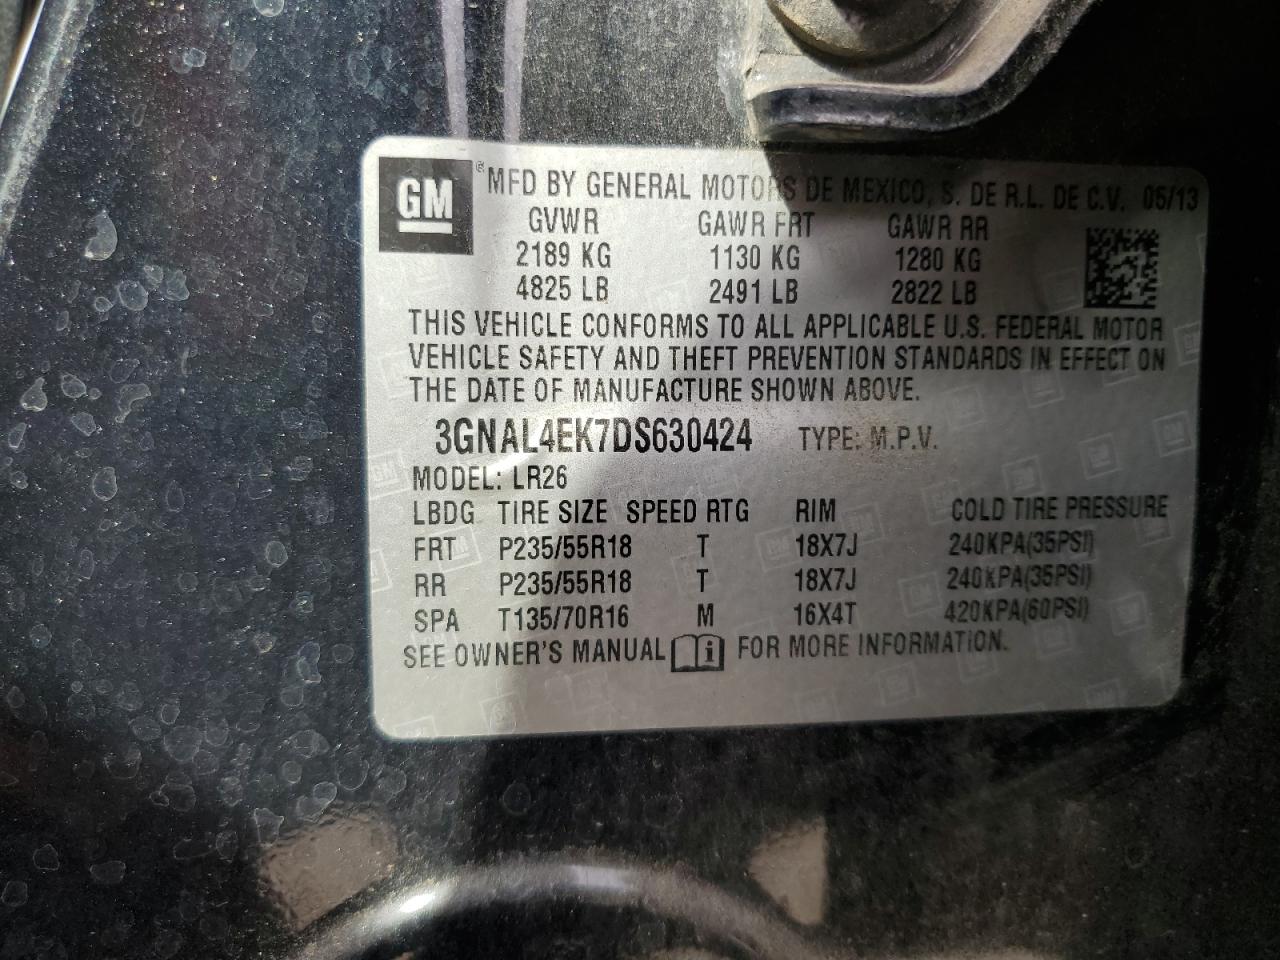 GM ® MFD BY GENERAL MOTORS DE MEXICO, S. DE R.L. DE C.V. 05/13
GVWR GAWR FRT GAWR RR
2189 KG 1130 KG 1280 KG
4825 LB 2491 LB 2822 LB
THIS VEHICLE CONFORMS TO ALL APPLICABLE U.S. FEDERAL MOTOR
VEHICLE SAFETY AND THEFT PREVENTION STANDARDS IN EFFECT ON
THE DATE OF MANUFACTURE SHOWN ABOVE.
3GNAL4EK7DS630424 TYPE: M.P.V.
MODEL: LR26
LBDG TIRE SIZE SPEED RTG RIM COLD TIRE PRESSURE
FRT P235/55R18 T 18X7J 240KPA(35PSI)
RR P235/55R18 T 18X7J 240KPA(35PSI)
SPA T135/70R16 M 16X4T 420KPA(60PSI)
SEE OWNER'S MANUAL i FOR MORE INFORMATION.